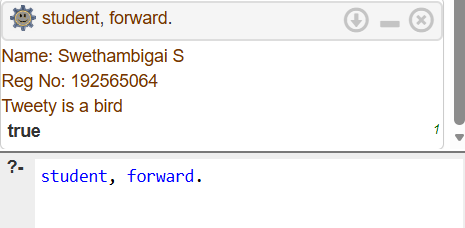 student, forward.
Name: Swethambigai S
Reg No: 192565064
Tweety is a bird
true 1
?- student, forward.